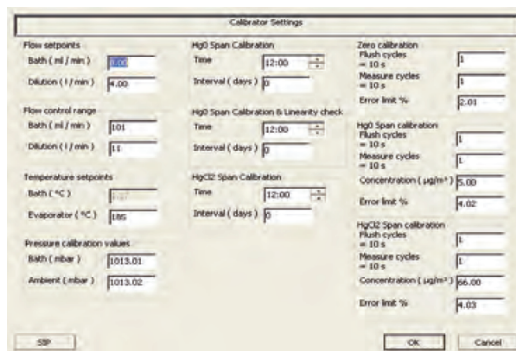 Calibrator Settings
Flow setpoints
Bath ( ml / min )
Dilution ( l / min ) 4.00
Flow control range
Bath ( ml / min ) 101
Dilution ( l / min ) 11
Temperature setpoints
Bath ( °C )
Evaporator ( °C ) 185
Pressure calibration values
Bath ( mbar ) 1013.01
Ambient ( mbar ) 1013.02
Hg0 Span Calibration
Time 12:00
Interval ( days ) 0
Hg0 Span Calibration & Linearity check
Time 12:00
Interval ( days ) 0
HgCl2 Span Calibration
Time 12:00
Interval ( days ) 0
Zero calibration
Flush cycles
= 10 s 1
Measure cycles
= 10 s 1
Error limit % 2.01
Hg0 Span calibration
Flush cycles
= 10 s 1
Measure cycles
= 10 s 1
Concentration ( µg/m³ ) 5.00
Error limit % 4.02
HgCl2 Span calibration
Flush cycles
= 10 s 1
Measure cycle
= 10 s 1
Concentration ( µg/m³ ) 66.00
Error limit % 4.03
SIP
OK
Cancel